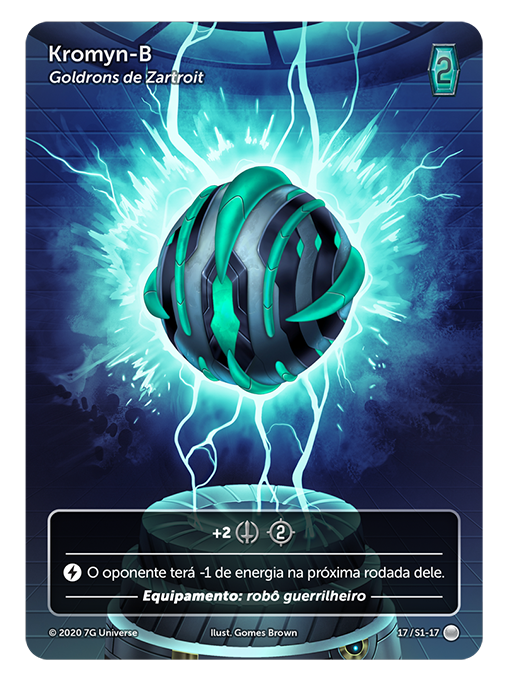 Kromyn-B
Goldrons de Zartroit
2
+2 2
O oponente terá -1 de energia na próxima rodada dele.
Equipamento: robô guerrilheiro
© 2020 7G Universe
Ilust. Gomes Brown
17 / S1-17